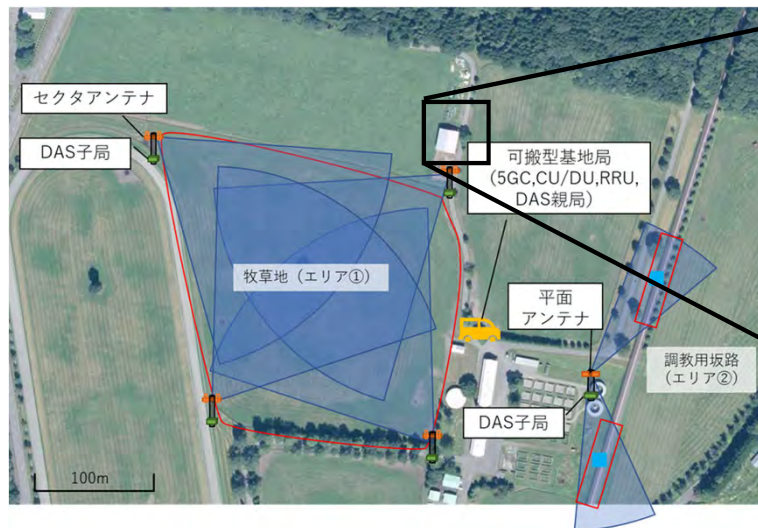 セクタアンテナ
DAS子局
可搬型基地局
(5GC,CU/DU,RRU,
DAS親局)
牧草地（エリア①）
平面
アンテナ
調教用坂路
(エリア②)
DAS子局
100m